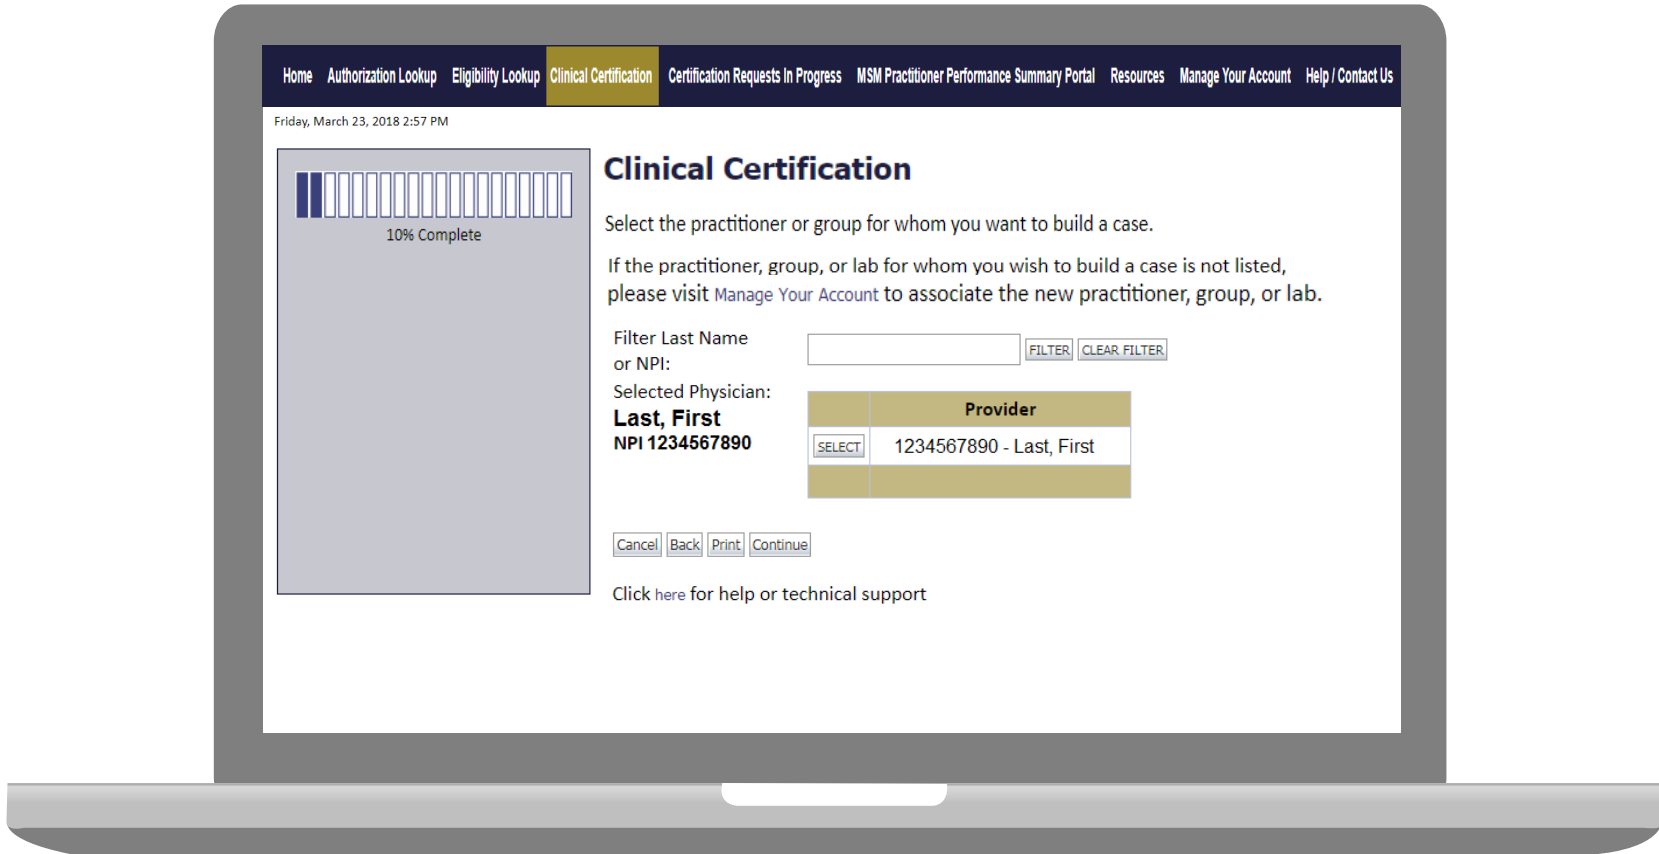 Home Authorization Lookup Eligibility Lookup Clinical Certification Certification Requests In Progress MSM Practitioner Performance Summary Portal Resources Manage Your Account Help / Contact Us
Friday, March 23, 2018 2:57 PM
10% Complete
Clinical Certification
Select the practitioner or group for whom you want to build a case.
If the practitioner, group, or lab for whom you wish to build a case is not listed,
please visit Manage Your Account to associate the new practitioner, group, or lab.
Filter Last Name
or NPI:
FILTER CLEAR FILTER
Selected Physician:
Last, First
NPI 1234567890
Provider
SELECT 1234567890 - Last, First
Cancel Back Print Continue
Click here for help or technical support